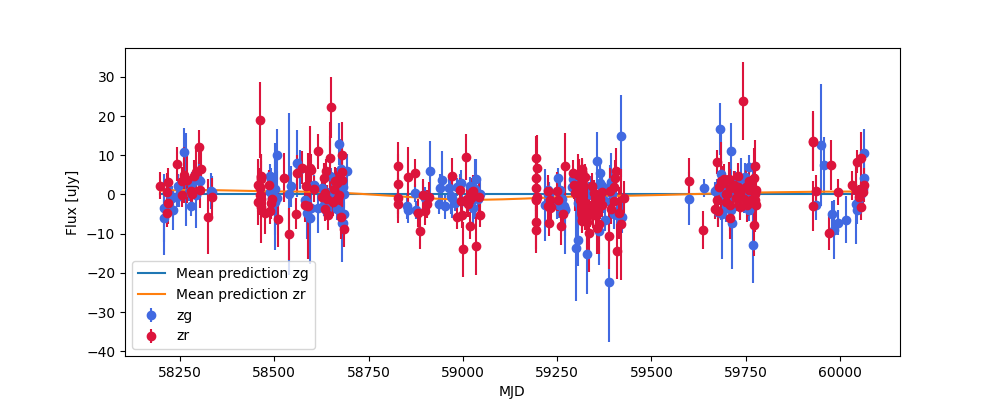 30
20
10
0
−10
−20
−30
−40
Flux [uJy]
Mean prediction zg
Mean prediction zr
zg
zr
58250 58500 58750 59000 59250 59500 59750 60000
MJD